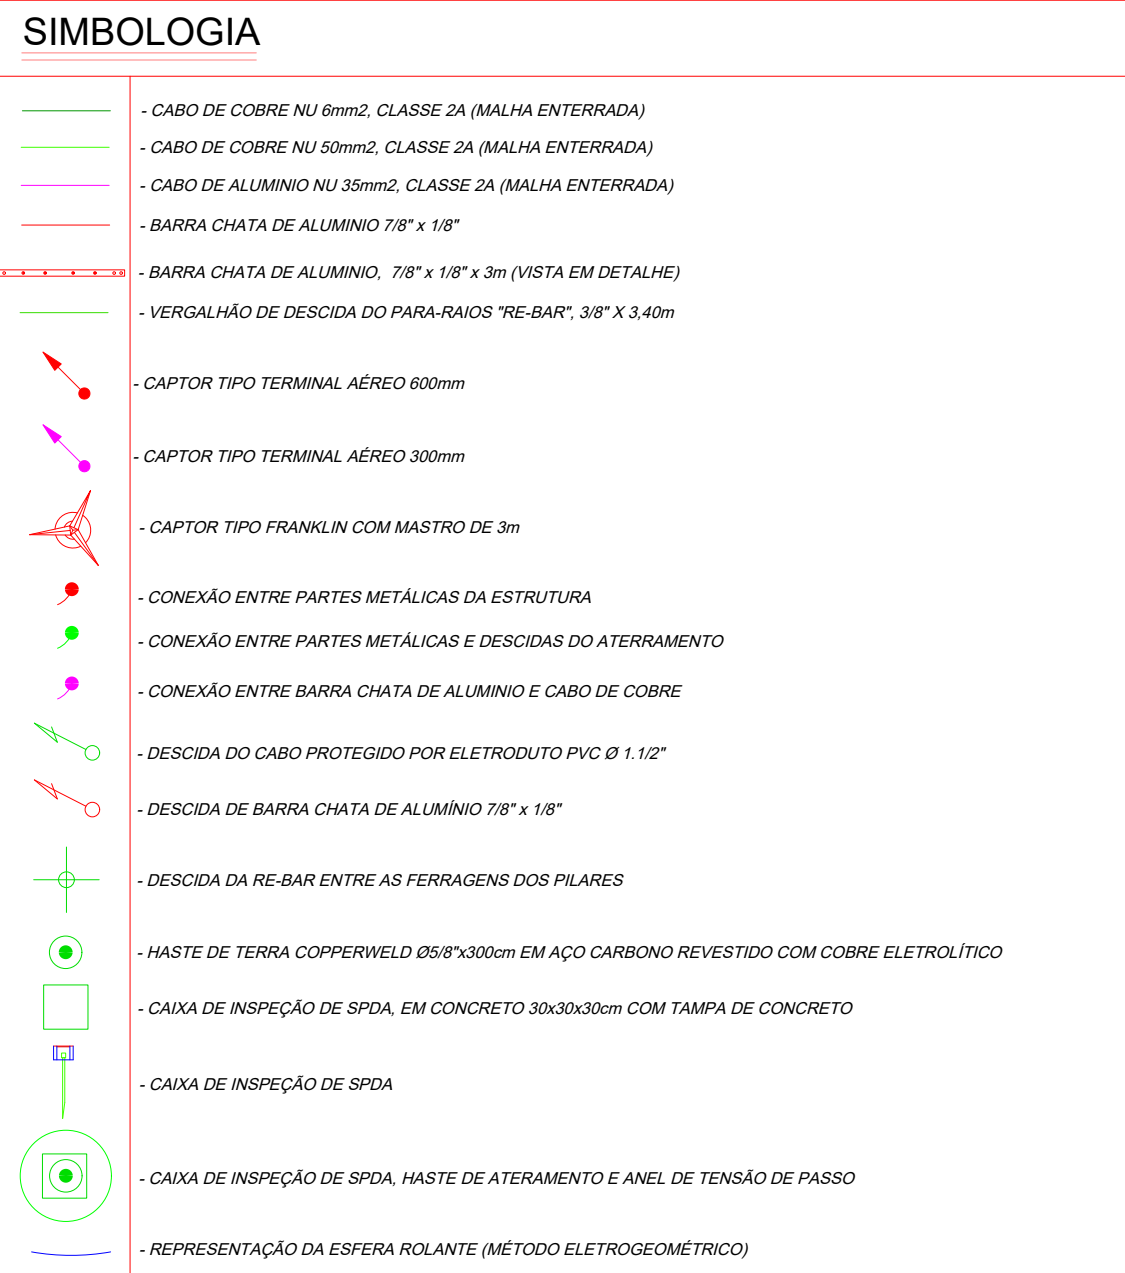 SIMBOLOGIA
- CABO DE COBRE NU 6mm2, CLASSE 2A (MALHA ENTERRADA)
- CABO DE COBRE NU 50mm2, CLASSE 2A (MALHA ENTERRADA)
- CABO DE ALUMINIO NU 35mm2, CLASSE 2A (MALHA ENTERRADA)
- BARRA CHATA DE ALUMINIO 7/8" x 1/8"
- BARRA CHATA DE ALUMINIO, 7/8" x 1/8" x 3m (VISTA EM DETALHE)
- VERGALHÃO DE DESCIDA DO PARA-RAIOS "RE-BAR", 3/8" X 3,40m
- CAPTOR TIPO TERMINAL AÉREO 600mm
- CAPTOR TIPO TERMINAL AÉREO 300mm
- CAPTOR TIPO FRANKLIN COM MASTRO DE 3m
- CONEXÃO ENTRE PARTES METÁLICAS DA ESTRUTURA
- CONEXÃO ENTRE PARTES METÁLICAS E DESCIDAS DO ATERRAMENTO
- CONEXÃO ENTRE BARRA CHATA DE ALUMINIO E CABO DE COBRE
- DESCIDA DO CABO PROTEGIDO POR ELETRODUTO PVC Ø 1.1/2"
- DESCIDA DE BARRA CHATA DE ALUMÍNIO 7/8" x 1/8"
- DESCIDA DA RE-BAR ENTRE AS FERRAGENS DOS PILARES
- HASTE DE TERRA COPPERWELD Ø5/8"x300cm EM AÇO CARBONO REVESTIDO COM COBRE ELETROLÍTICO
- CAIXA DE INSPEÇÃO DE SPDA, EM CONCRETO 30x30x30cm COM TAMPA DE CONCRETO
- CAIXA DE INSPEÇÃO DE SPDA
- CAIXA DE INSPEÇÃO DE SPDA, HASTE DE ATERAMENTO E ANEL DE TENSÃO DE PASSO
- REPRESENTAÇÃO DA ESFERA ROLANTE (MÉTODO ELETROGEOMÉTRICO)